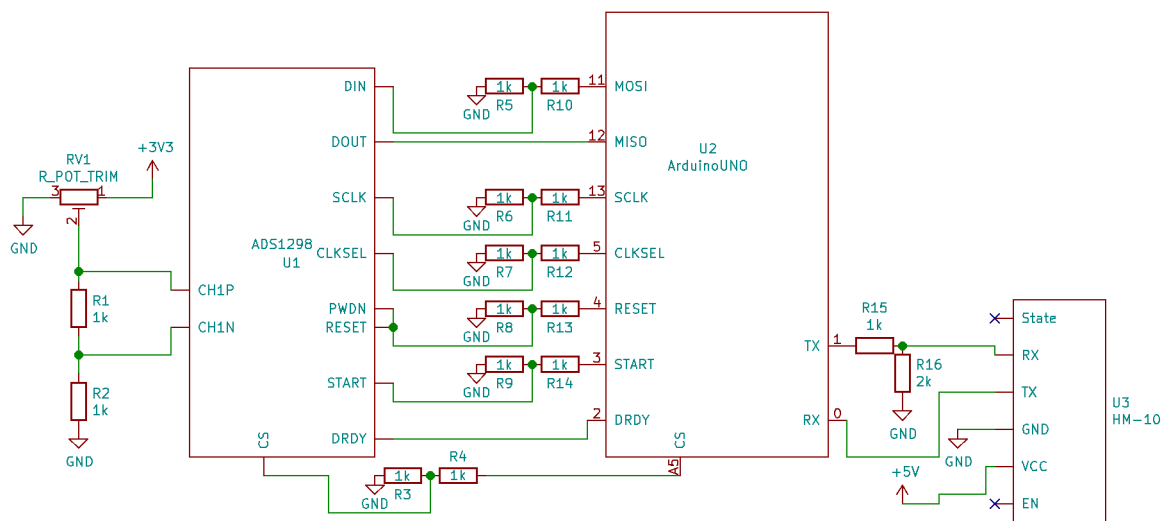 DIN
1k
R5
1k
R10
GND
11
MOSI
DOUT
12
MISO
U2
ArduinoUNO
+3V3
RV1
R_POT_TRIM
3
1
2
GND
SCLK
1k
R6
1k
R11
GND
13
SCLK
ADS1298
U1
CLKSEL
1k
R7
1k
R12
GND
5
CLKSEL
CH1P
R1
1k
PWDN
RESET
1k
R8
1k
R13
GND
4
RESET
CH1N
START
1k
R9
1k
R14
GND
3
START
R2
1k
GND
DRDY
2
DRDY
CS
CS
A5
1k
R3
R4
1k
GND
TX
1
R15
1k
R16
2k
GND
RX
0
State
RX
TX
GND
GND
VCC
EN
+5V
U3
HM-10